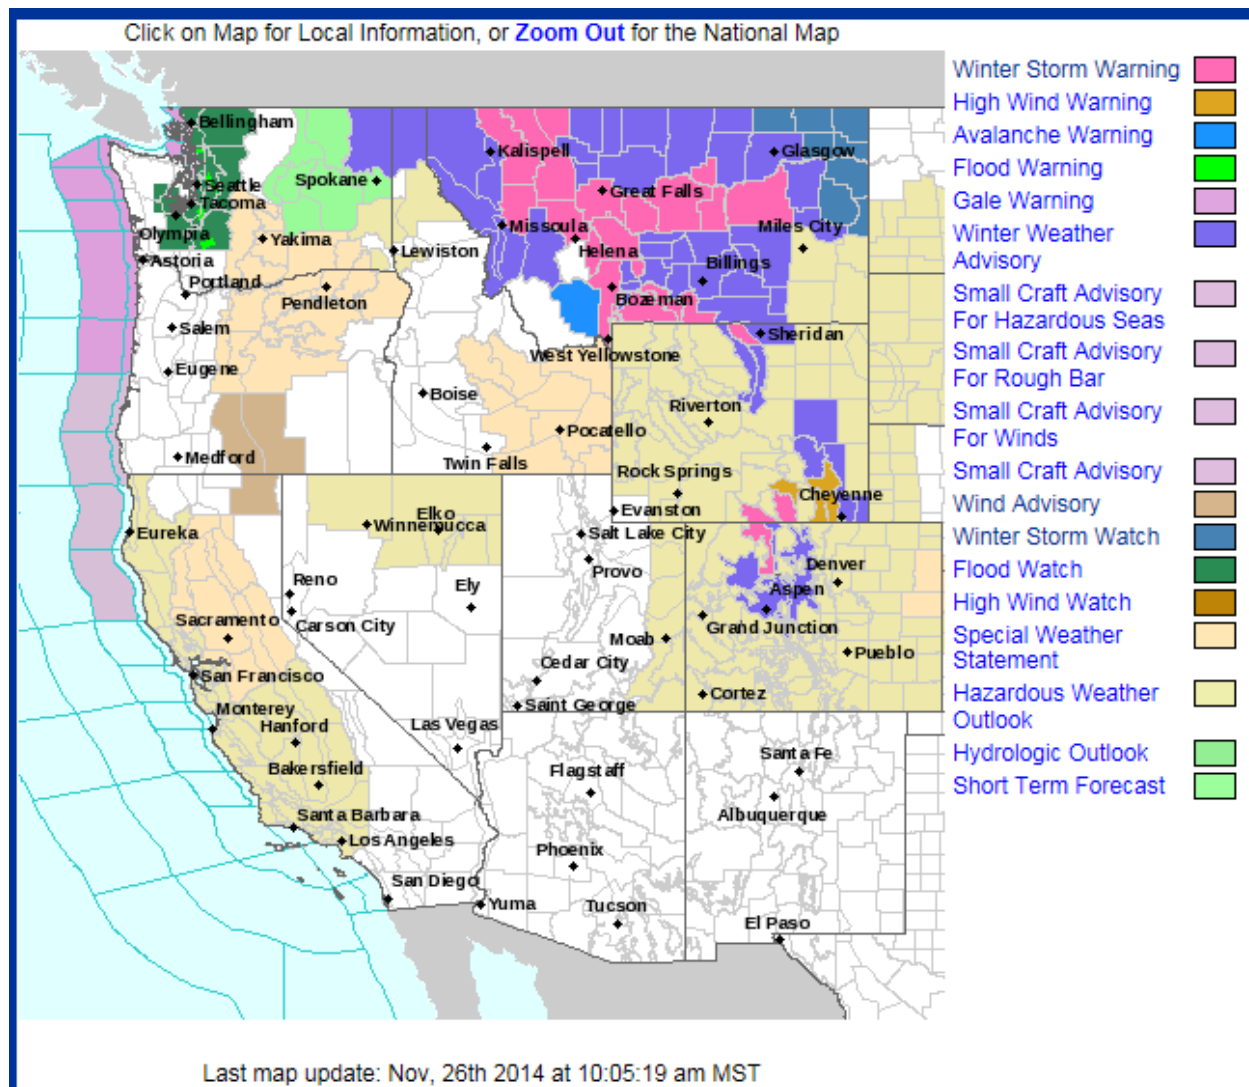 Click on Map for Local Information, or Zoom Out for the National Map
Winter Storm Warning
High Wind Warning
Avalanche Warning
Flood Warning
Gale Warning
Winter Weather
Advisory
Small Craft Advisory
For Hazardous Seas
Small Craft Advisory
For Rough Bar
Small Craft Advisory
For Winds
Small Craft Advisory
Wind Advisory
Winter Storm Watch
Flood Watch
High Wind Watch
Special Weather
Statement
Hazardous Weather
Outlook
Hydrologic Outlook
Short Term Forecast
Bellingham
Kalispell
Glasgow
Spokane
Seattle
Great Falls
Tacoma
Olympia
Missoula
Miles City
Yakima
Helena
Lewiston
Astoria
Billings
Portland
Pendleton
Bozeman
Salem
Sheridan
West Yellowstone
Eugene
Boise
Riverton
Pocatello
Medford
Twin Falls
Rock Springs
Cheyenne
Evanston
Elko
Winnemucca
Eureka
Salt Lake City
Provo
Denver
Reno
Ely
Aspen
Sacramento
Carson City
Grand Junction
Moab
Pueblo
Cedar City
San Francisco
Cortez
Saint George
Monterey
Hanford
Las Vegas
Santa Fe
Bakersfield
Flagstaff
Albuquerque
Santa Barbara
Los Angeles
Phoenix
San Diego
Yuma
Tucson
El Paso
Last map update: Nov, 26th 2014 at 10:05:19 am MST